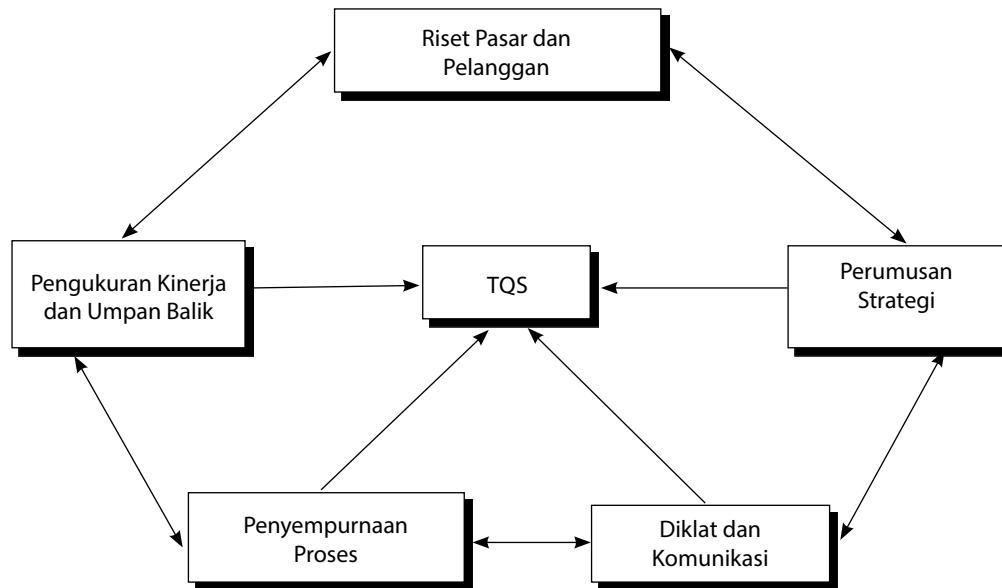 Riset Pasar dan
Pelanggan
Pengukuran Kinerja
dan Umpan Balik
TQS
Perumusan
Strategi
Penyempurnaan
Proses
Diklat dan
Komunikasi